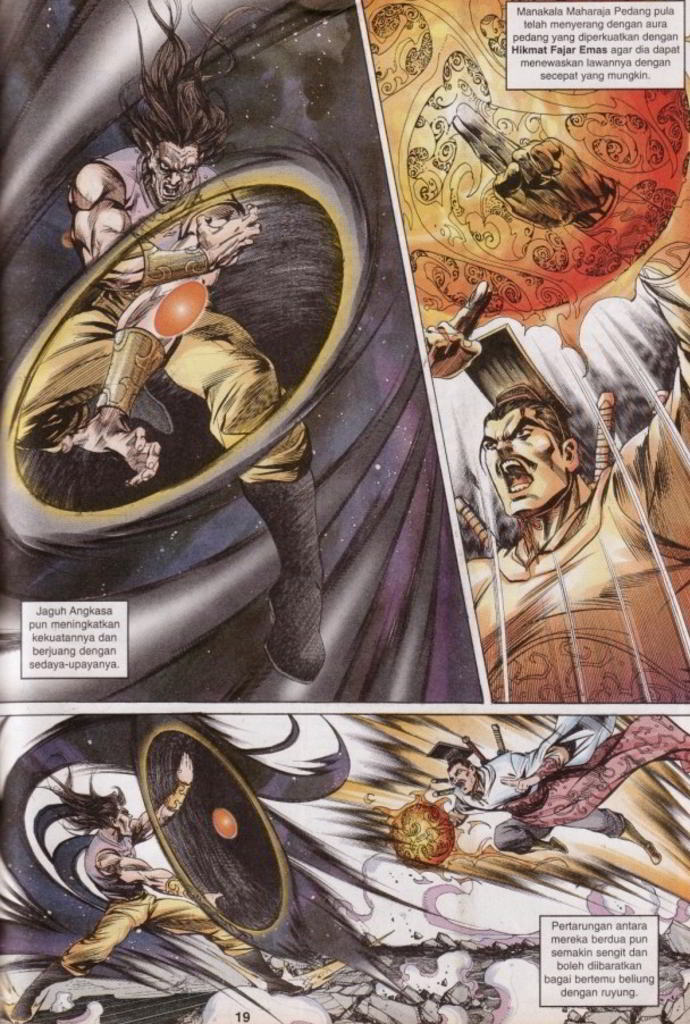 Manakala Maharaja Pedang pula
telah menyerang dengan aura
pedang yang diperkuatkan dengan
Hikmat Fajar Emas agar dia dapat
menewaskan lawannya dengan
secepat yang mungkin.
Jaguh Angkasa
pun meningkatkan
kekuatannya dan
berjuang dengan
sedaya-upayanya.
Pertarungan antara
mereka berdua pun
semakin sengit dan
boleh diibaratkan
bagai bertemu beliung
dengan ruyung.
19